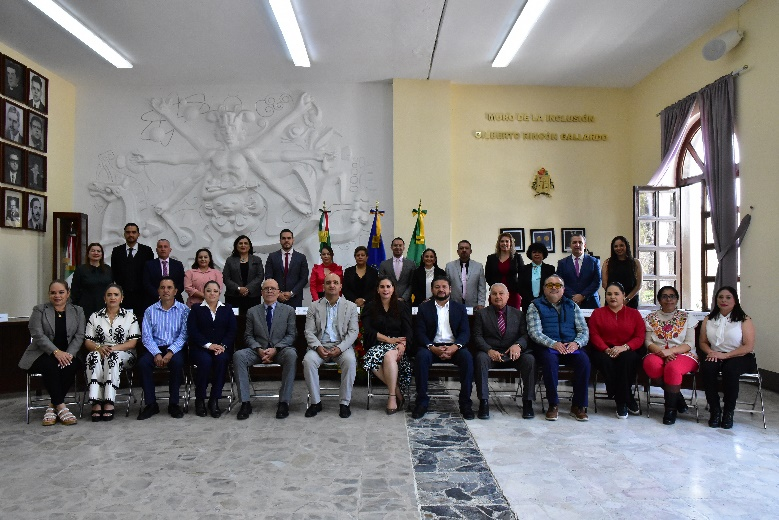 MURO DE LA INCLUSIÓN
GILBERTO RINCÓN GALLARDO